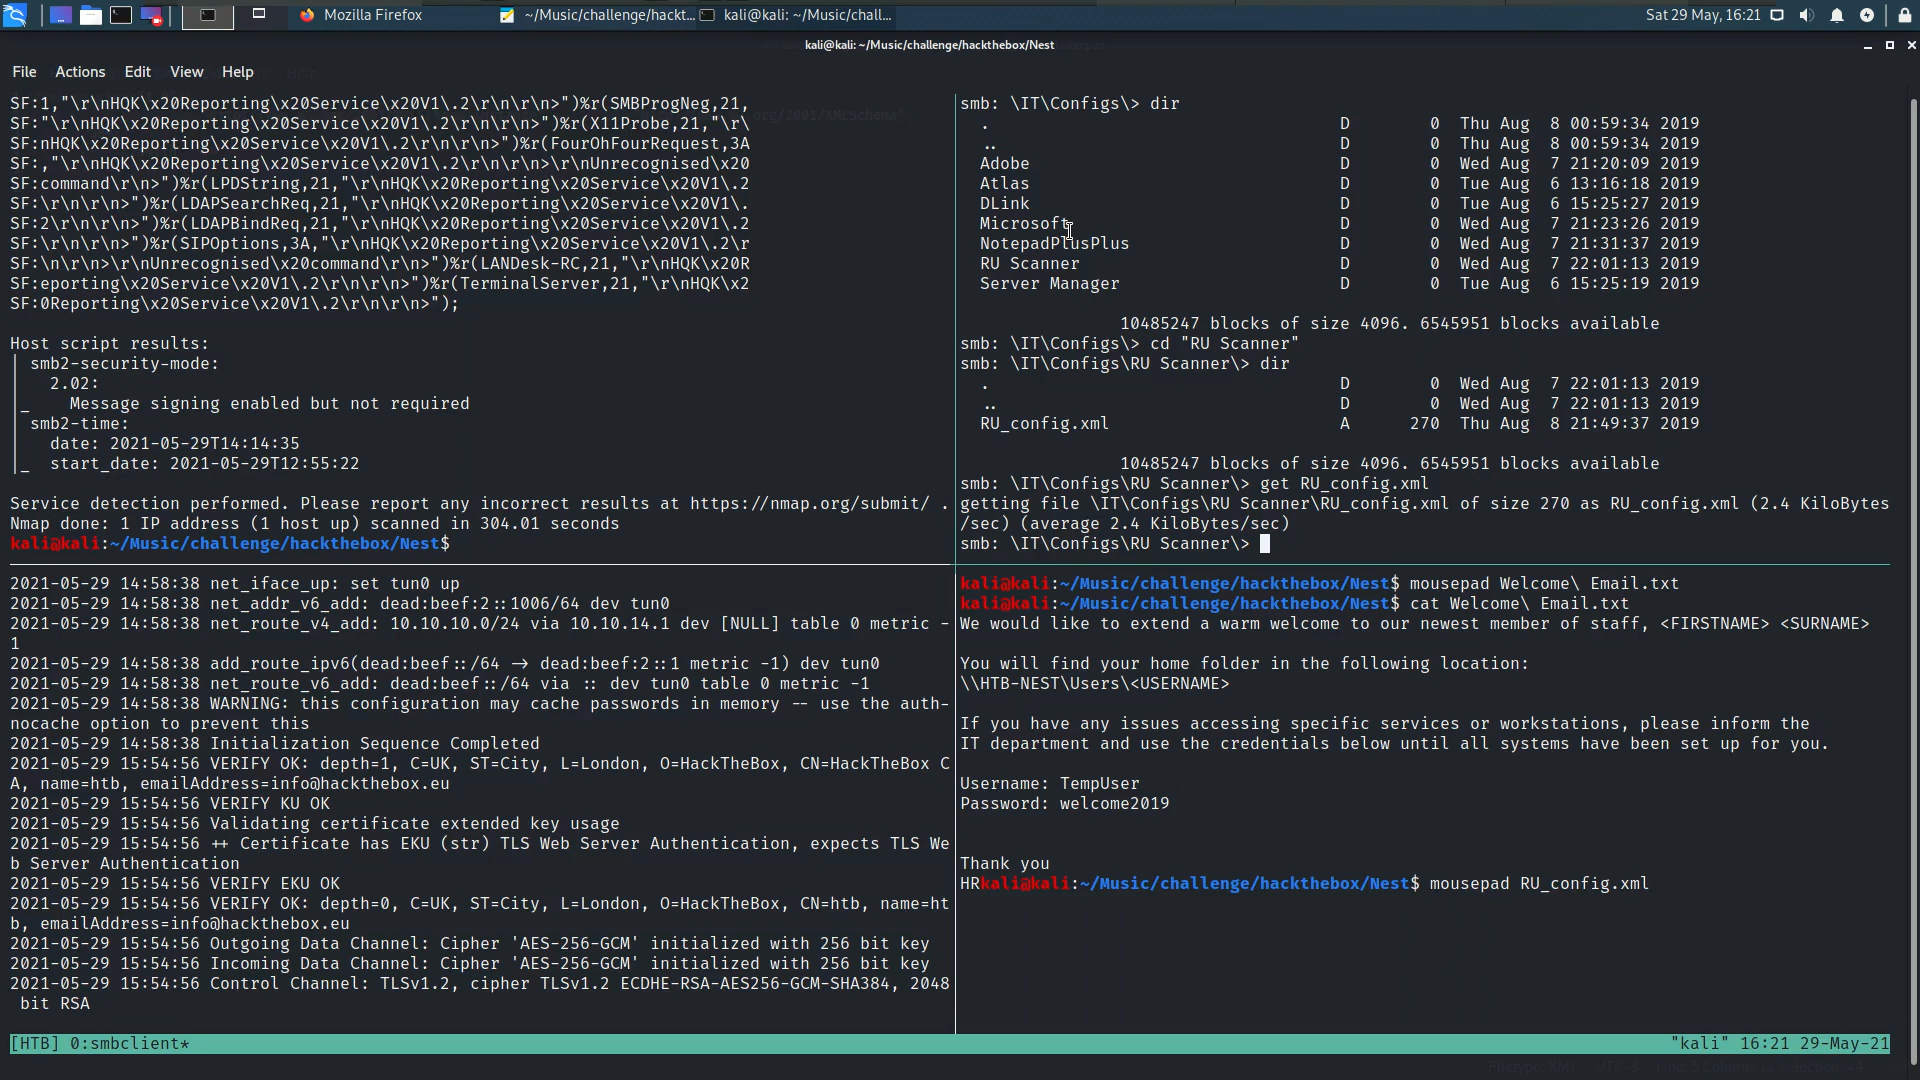 Mozilla Firefox
~/Music/challenge/hackt...
kali@kali: ~/Music/chall...
Sat 29 May, 16:21
kali@kali: ~/Music/challenge/hackthebox/Nest
File Actions Edit View Help
SF:1,"\r\nHQK\x20Reporting\x20Service\x20V1\.2\r\n\r\n>")%r(SMBProgNeg,21,
SF:"\r\nHQK\x20Reporting\x20Service\x20V1\.2\r\n\r\n>")%r(X11Probe,21,"\r\
SF:nHQK\x20Reporting\x20Service\x20V1\.2\r\n\r\n>")%r(FourOhFourRequest,3A
SF:,"\r\nHQK\x20Reporting\x20Service\x20V1\.2\r\n\r\n>\r\nUnrecognised\x20
SF:command\r\n>")%r(LPDString,21,"\r\nHQK\x20Reporting\x20Service\x20V1\.2
SF:\r\n\r\n>")%r(LDAPSearchReq,21,"\r\nHQK\x20Reporting\x20Service\x20V1\.
SF:2\r\n\r\n>")%r(LDAPBindReq,21,"\r\nHQK\x20Reporting\x20Service\x20V1\.2
SF:\r\n\r\n>")%r(SIPOptions,3A,"\r\nHQK\x20Reporting\x20Service\x20V1\.2\r
SF:\n\r\n>\r\nUnrecognised\x20command\r\n>")%r(LANDesk-RC,21,"\r\nHQK\x20R
SF:eporting\x20Service\x20V1\.2\r\n\r\n>")%r(TerminalServer,21,"\r\nHQK\x2
SF:0Reporting\x20Service\x20V1\.2\r\n\r\n>");
Host script results:
| smb2-security-mode:
|   2.02:
|_    Message signing enabled but not required
| smb2-time:
|   date: 2021-05-29T14:14:35
|_  start_date: 2021-05-29T12:55:22
Service detection performed. Please report any incorrect results at https://nmap.org/submit/ .
Nmap done: 1 IP address (1 host up) scanned in 304.01 seconds
kali@kali:~/Music/challenge/hackthebox/Nest$
smb: \IT\Configs\> dir
. D 0 Thu Aug 8 00:59:34 2019
.. D 0 Thu Aug 8 00:59:34 2019
Adobe D 0 Wed Aug 7 21:20:09 2019
Atlas D 0 Tue Aug 6 13:16:18 2019
DLink D 0 Tue Aug 6 15:25:27 2019
Microsoft D 0 Wed Aug 7 21:23:26 2019
NotepadPlusPlus D 0 Wed Aug 7 21:31:37 2019
RU Scanner D 0 Wed Aug 7 22:01:13 2019
Server Manager D 0 Tue Aug 6 15:25:19 2019
10485247 blocks of size 4096. 6545951 blocks available
smb: \IT\Configs\> cd "RU Scanner"
smb: \IT\Configs\RU Scanner\> dir
. D 0 Wed Aug 7 22:01:13 2019
.. D 0 Wed Aug 7 22:01:13 2019
RU_config.xml A 270 Thu Aug 8 21:49:37 2019
10485247 blocks of size 4096. 6545951 blocks available
smb: \IT\Configs\RU Scanner\> get RU_config.xml
getting file \IT\Configs\RU Scanner\RU_config.xml of size 270 as RU_config.xml (2.4 KiloBytes
/sec) (average 2.4 KiloBytes/sec)
smb: \IT\Configs\RU Scanner\>
2021-05-29 14:58:38 net_iface_up: set tun0 up
2021-05-29 14:58:38 net_addr_v6_add: dead:beef:2::1006/64 dev tun0
2021-05-29 14:58:38 net_route_v4_add: 10.10.10.0/24 via 10.10.14.1 dev [NULL] table 0 metric -
1
2021-05-29 14:58:38 add_route_ipv6(dead:beef::/64 -> dead:beef:2::1 metric -1) dev tun0
2021-05-29 14:58:38 net_route_v6_add: dead:beef::/64 via :: dev tun0 table 0 metric -1
2021-05-29 14:58:38 WARNING: this configuration may cache passwords in memory -- use the auth-
nocache option to prevent this
2021-05-29 14:58:38 Initialization Sequence Completed
2021-05-29 15:54:56 VERIFY OK: depth=1, C=UK, ST=City, L=London, O=HackTheBox, CN=HackTheBox C
A, name=htb, emailAddress=info@hackthebox.eu
2021-05-29 15:54:56 VERIFY KU OK
2021-05-29 15:54:56 Validating certificate extended key usage
2021-05-29 15:54:56 ++ Certificate has EKU (str) TLS Web Server Authentication, expects TLS We
b Server Authentication
2021-05-29 15:54:56 VERIFY EKU OK
2021-05-29 15:54:56 VERIFY OK: depth=0, C=UK, ST=City, L=London, O=HackTheBox, CN=htb, name=ht
b, emailAddress=info@hackthebox.eu
2021-05-29 15:54:56 Outgoing Data Channel: Cipher 'AES-256-GCM' initialized with 256 bit key
2021-05-29 15:54:56 Incoming Data Channel: Cipher 'AES-256-GCM' initialized with 256 bit key
2021-05-29 15:54:56 Control Channel: TLSv1.2, cipher TLSv1.2 ECDHE-RSA-AES256-GCM-SHA384, 2048
bit RSA
kali@kali:~/Music/challenge/hackthebox/Nest$ mousepad Welcome\ Email.txt
kali@kali:~/Music/challenge/hackthebox/Nest$ cat Welcome\ Email.txt
We would like to extend a warm welcome to our newest member of staff, <FIRSTNAME> <SURNAME>
You will find your home folder in the following location:
\\HTB-NEST\Users\<USERNAME>
If you have any issues accessing specific services or workstations, please inform the
IT department and use the credentials below until all systems have been set up for you.
Username: TempUser
Password: welcome2019
Thank you
HRkali@kali:~/Music/challenge/hackthebox/Nest$ mousepad RU_config.xml
[HTB] 0:smbclient*
"kali" 16:21 29-May-21